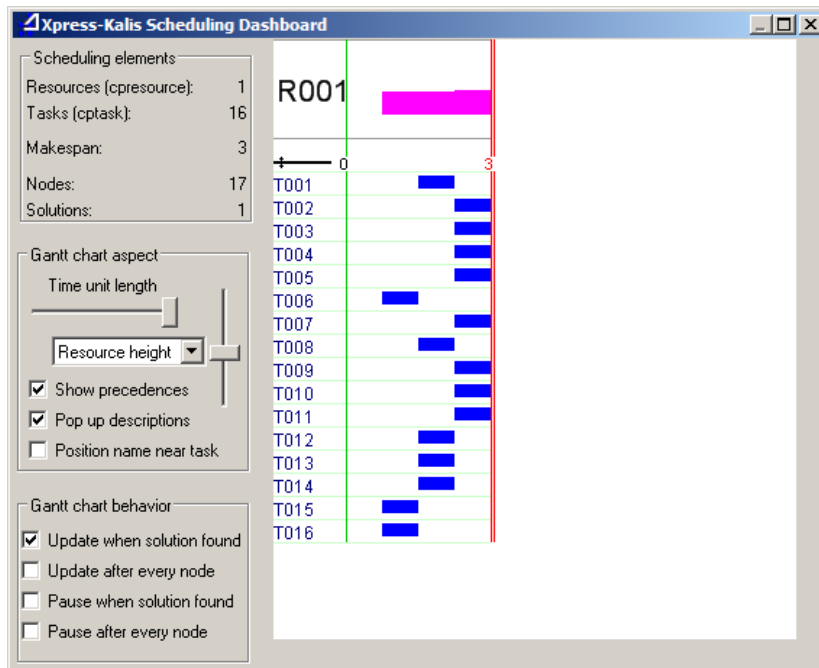 Xpress-Kalis Scheduling Dashboard
Scheduling elements
Resources (cpresource): 1
Tasks (cptask): 16
Makespan: 3
Nodes: 17
Solutions: 1
Gantt chart aspect
Time unit length
Resource height
Show precedences
Pop up descriptions
Position name near task
Gantt chart behavior
Update when solution found
Update after every node
Pause when solution found
Pause after every node
R001
0 3
T001
T002
T003
T004
T005
T006
T007
T008
T009
T010
T011
T012
T013
T014
T015
T016